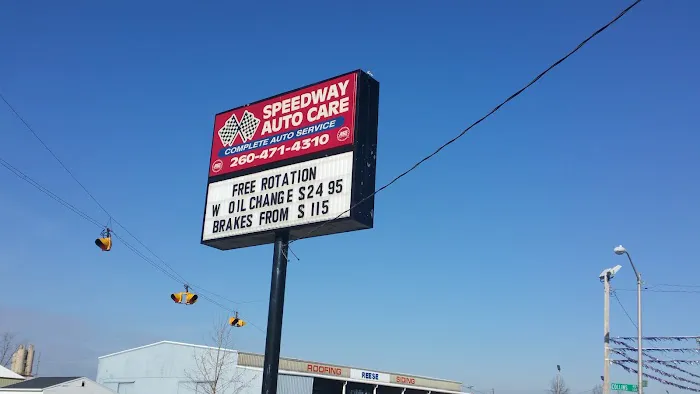 SPEEDWAY
AUTO CARE
COMPLETE AUTO SERVICE
260-471-4310
FREE ROTATION
W OIL CHANGE $24 95
BRAKES FROM $ 115
ROOFING REESE SIDING
COLLINS